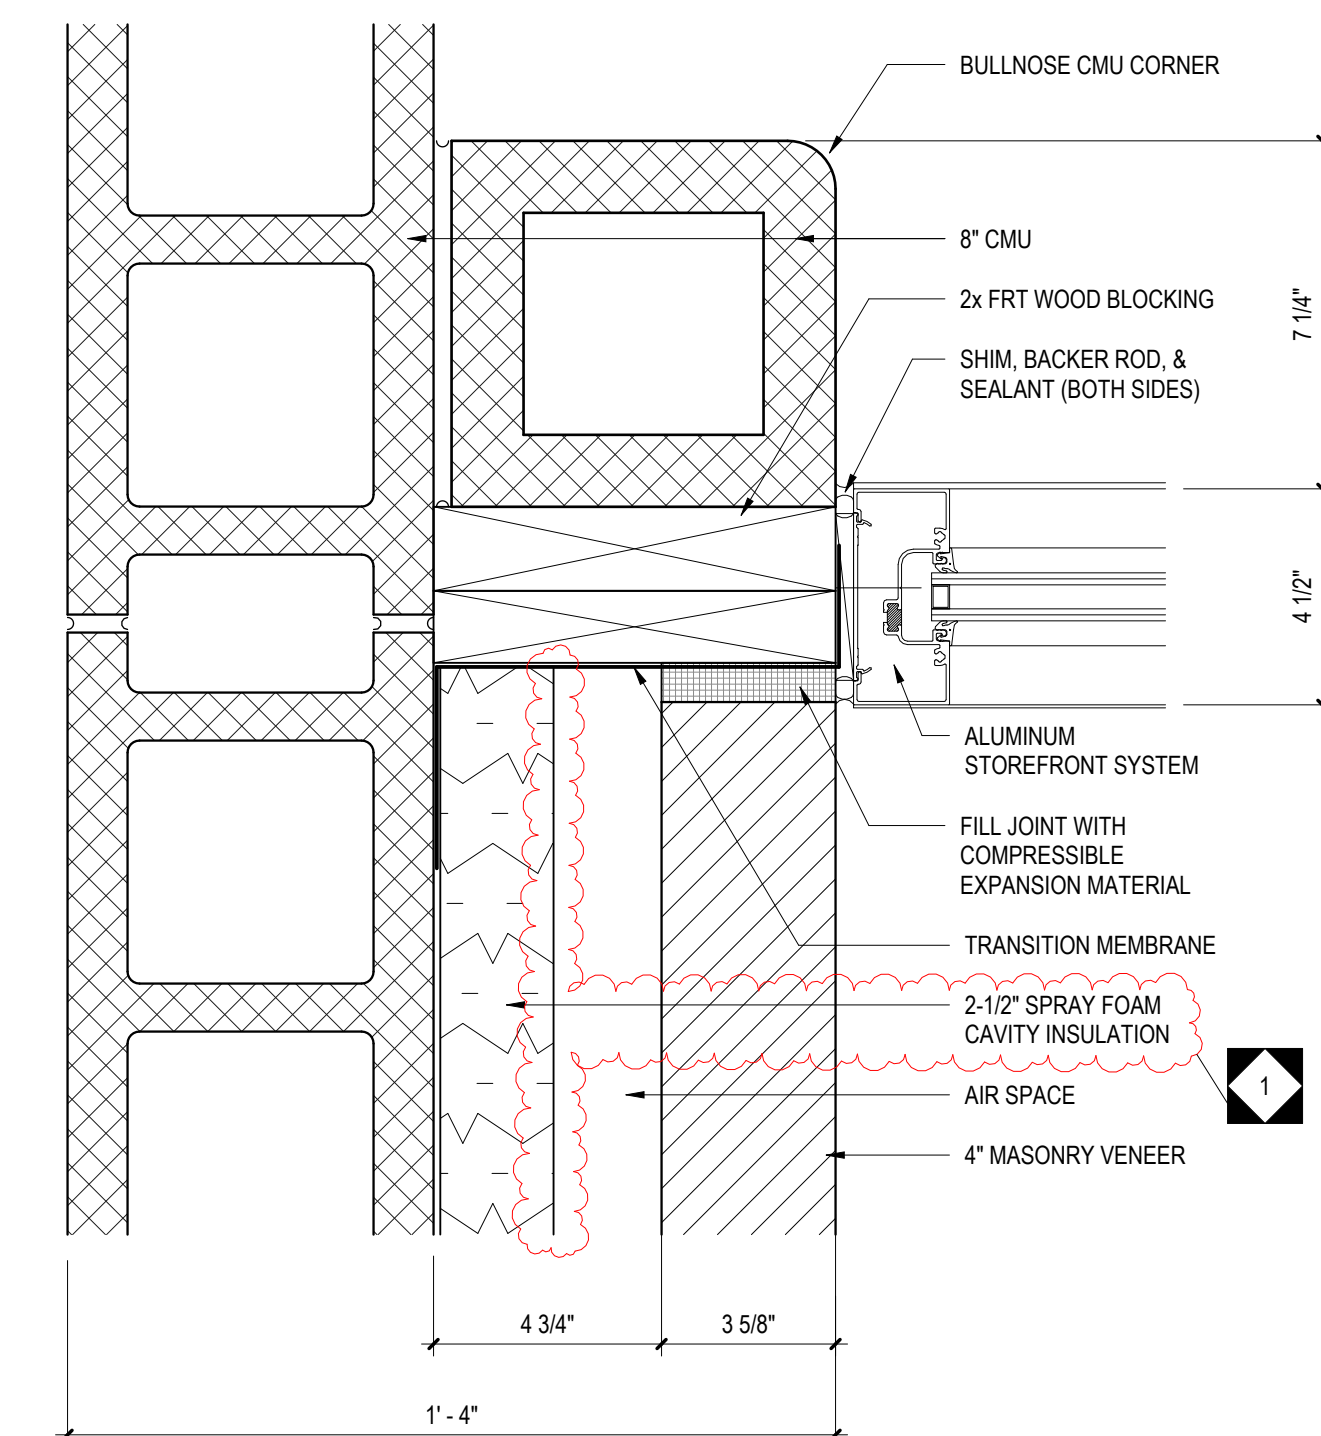 BULLNOSE CMU CORNER
8" CMU
2x FRT WOOD BLOCKING
7 1/4"
SHIM, BACKER ROD, &
SEALANT (BOTH SIDES)
4 1/2"
ALUMINUM
STOREFRONT SYSTEM
FILL JOINT WITH
COMPRESSIBLE
EXPANSION MATERIAL
TRANSITION MEMBRANE
2-1/2" SPRAY FOAM
CAVITY INSULATION
1
AIR SPACE
4" MASONRY VENEER
4 3/4"
3 5/8"
1' - 4"